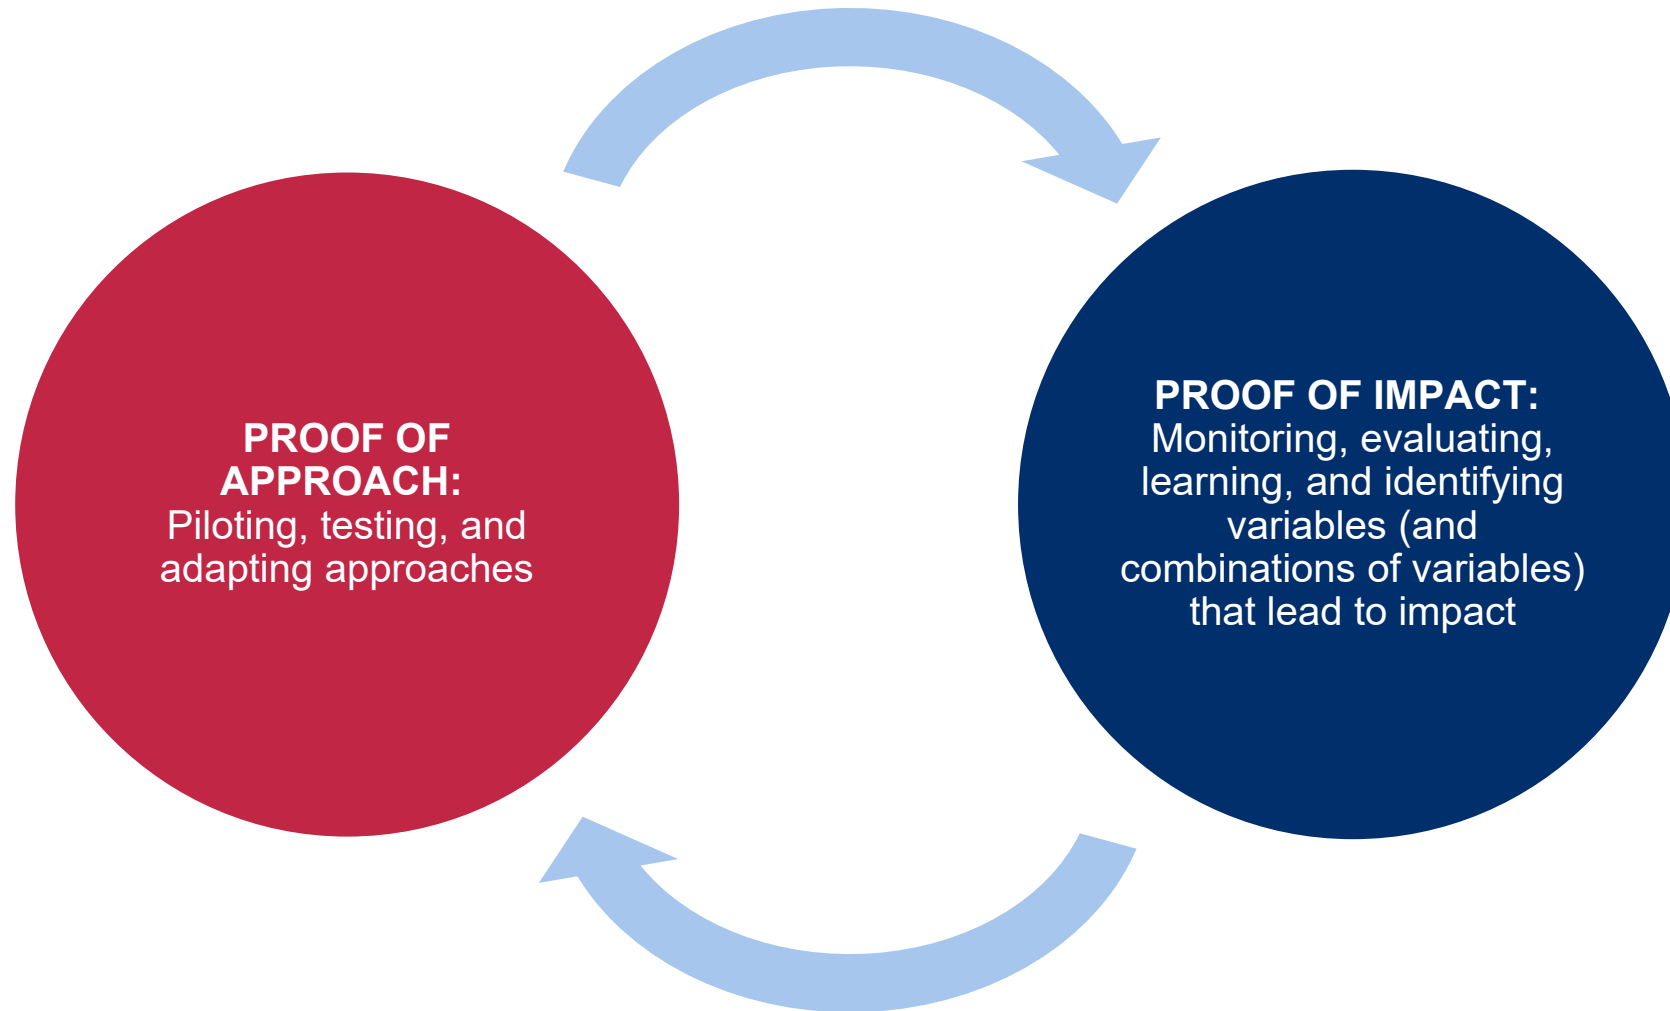 PROOF OF
APPROACH:
Piloting, testing, and
adapting approaches
PROOF OF IMPACT:
Monitoring, evaluating,
learning, and identifying
variables (and
combinations of variables)
that lead to impact